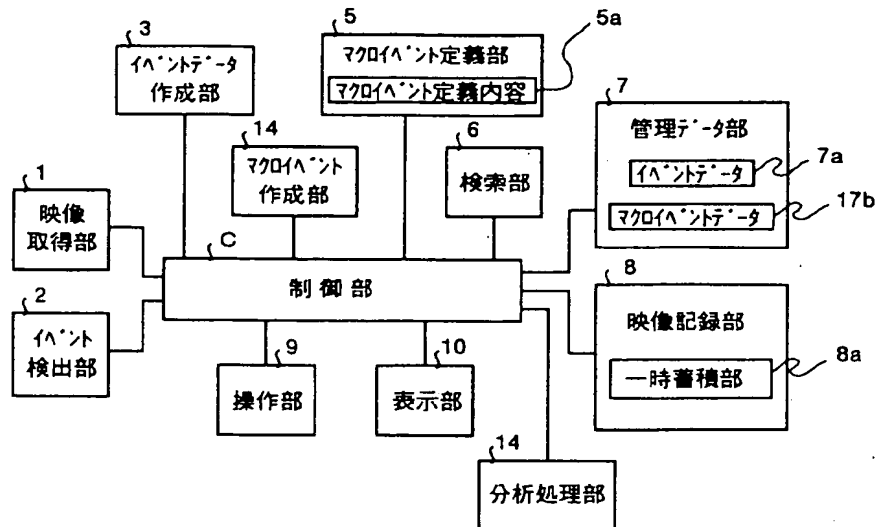 3
イベントデータ
作成部
5
マクロイベント定義部
マクロイベント定義内容
5a
14
マクロイベント
作成部
6
検索部
7
管理データ部
イベントデータ
マクロイベントデータ
7a
17b
1
映像
取得部
2
イベント
検出部
C
制御部
8
映像記録部
一時蓄積部
8a
9
操作部
10
表示部
14
分析処理部